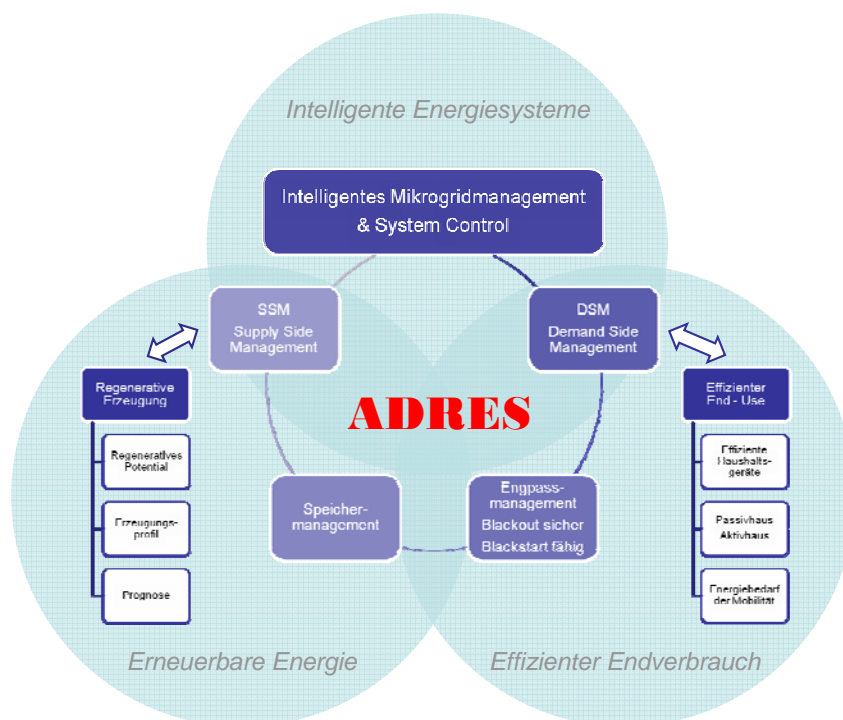 Intelligente Energiesysteme
Intelligentes Mikrogridmanagement
& System Control
SSM
Supply Side
Management
DSM
Demand Side
Management
Regenerative
Erzeugung
Regeneratives
Potential
Erzeugungs-
profil
Prognose
ADRES
Speicher-
management
Engpass-
management
Blackout sicher
Blackstart fähig
Effizienter
End - Use
Effiziente
Haushalts-
geräte
Passivhaus
Aktivhaus
Energiebedarf
der Mobilität
Erneuerbare Energie
Effizienter Endverbrauch